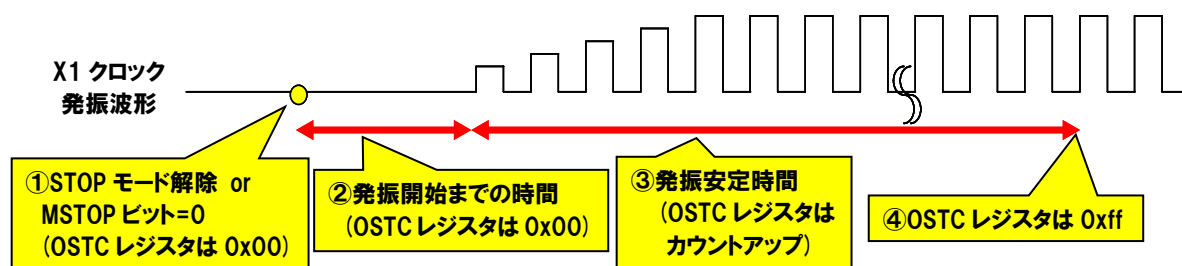 X1 クロック
発振波形
①STOP モード解除 or
MSTOP ビット=0
(OSTC レジスタは 0x00)
②発振開始までの時間
(OSTC レジスタは 0x00)
③発振安定時間
(OSTC レジスタは
カウントアップ)
④OSTC レジスタは 0xff